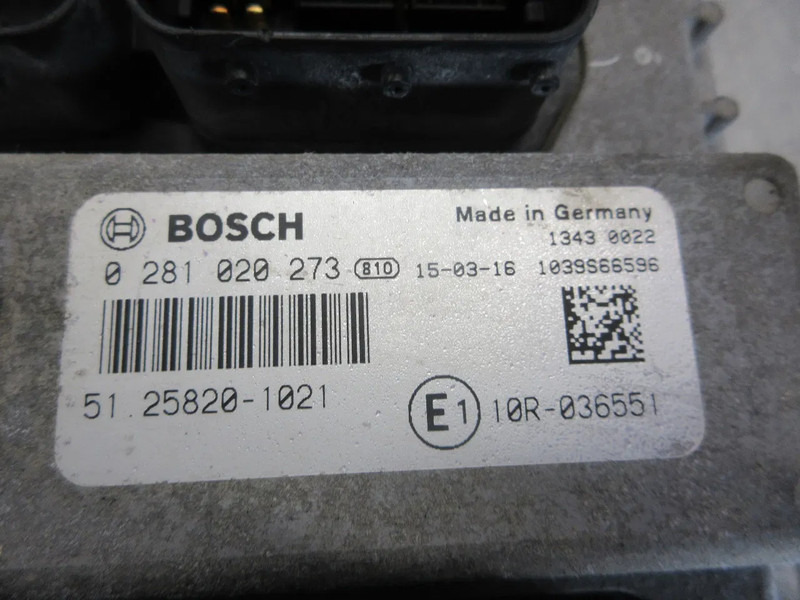 BOSCH
Made in Germany
1343 0022
0 281 020 273 810 15-03-16 1039S66596
51.25820-1021
E1 10R-036551